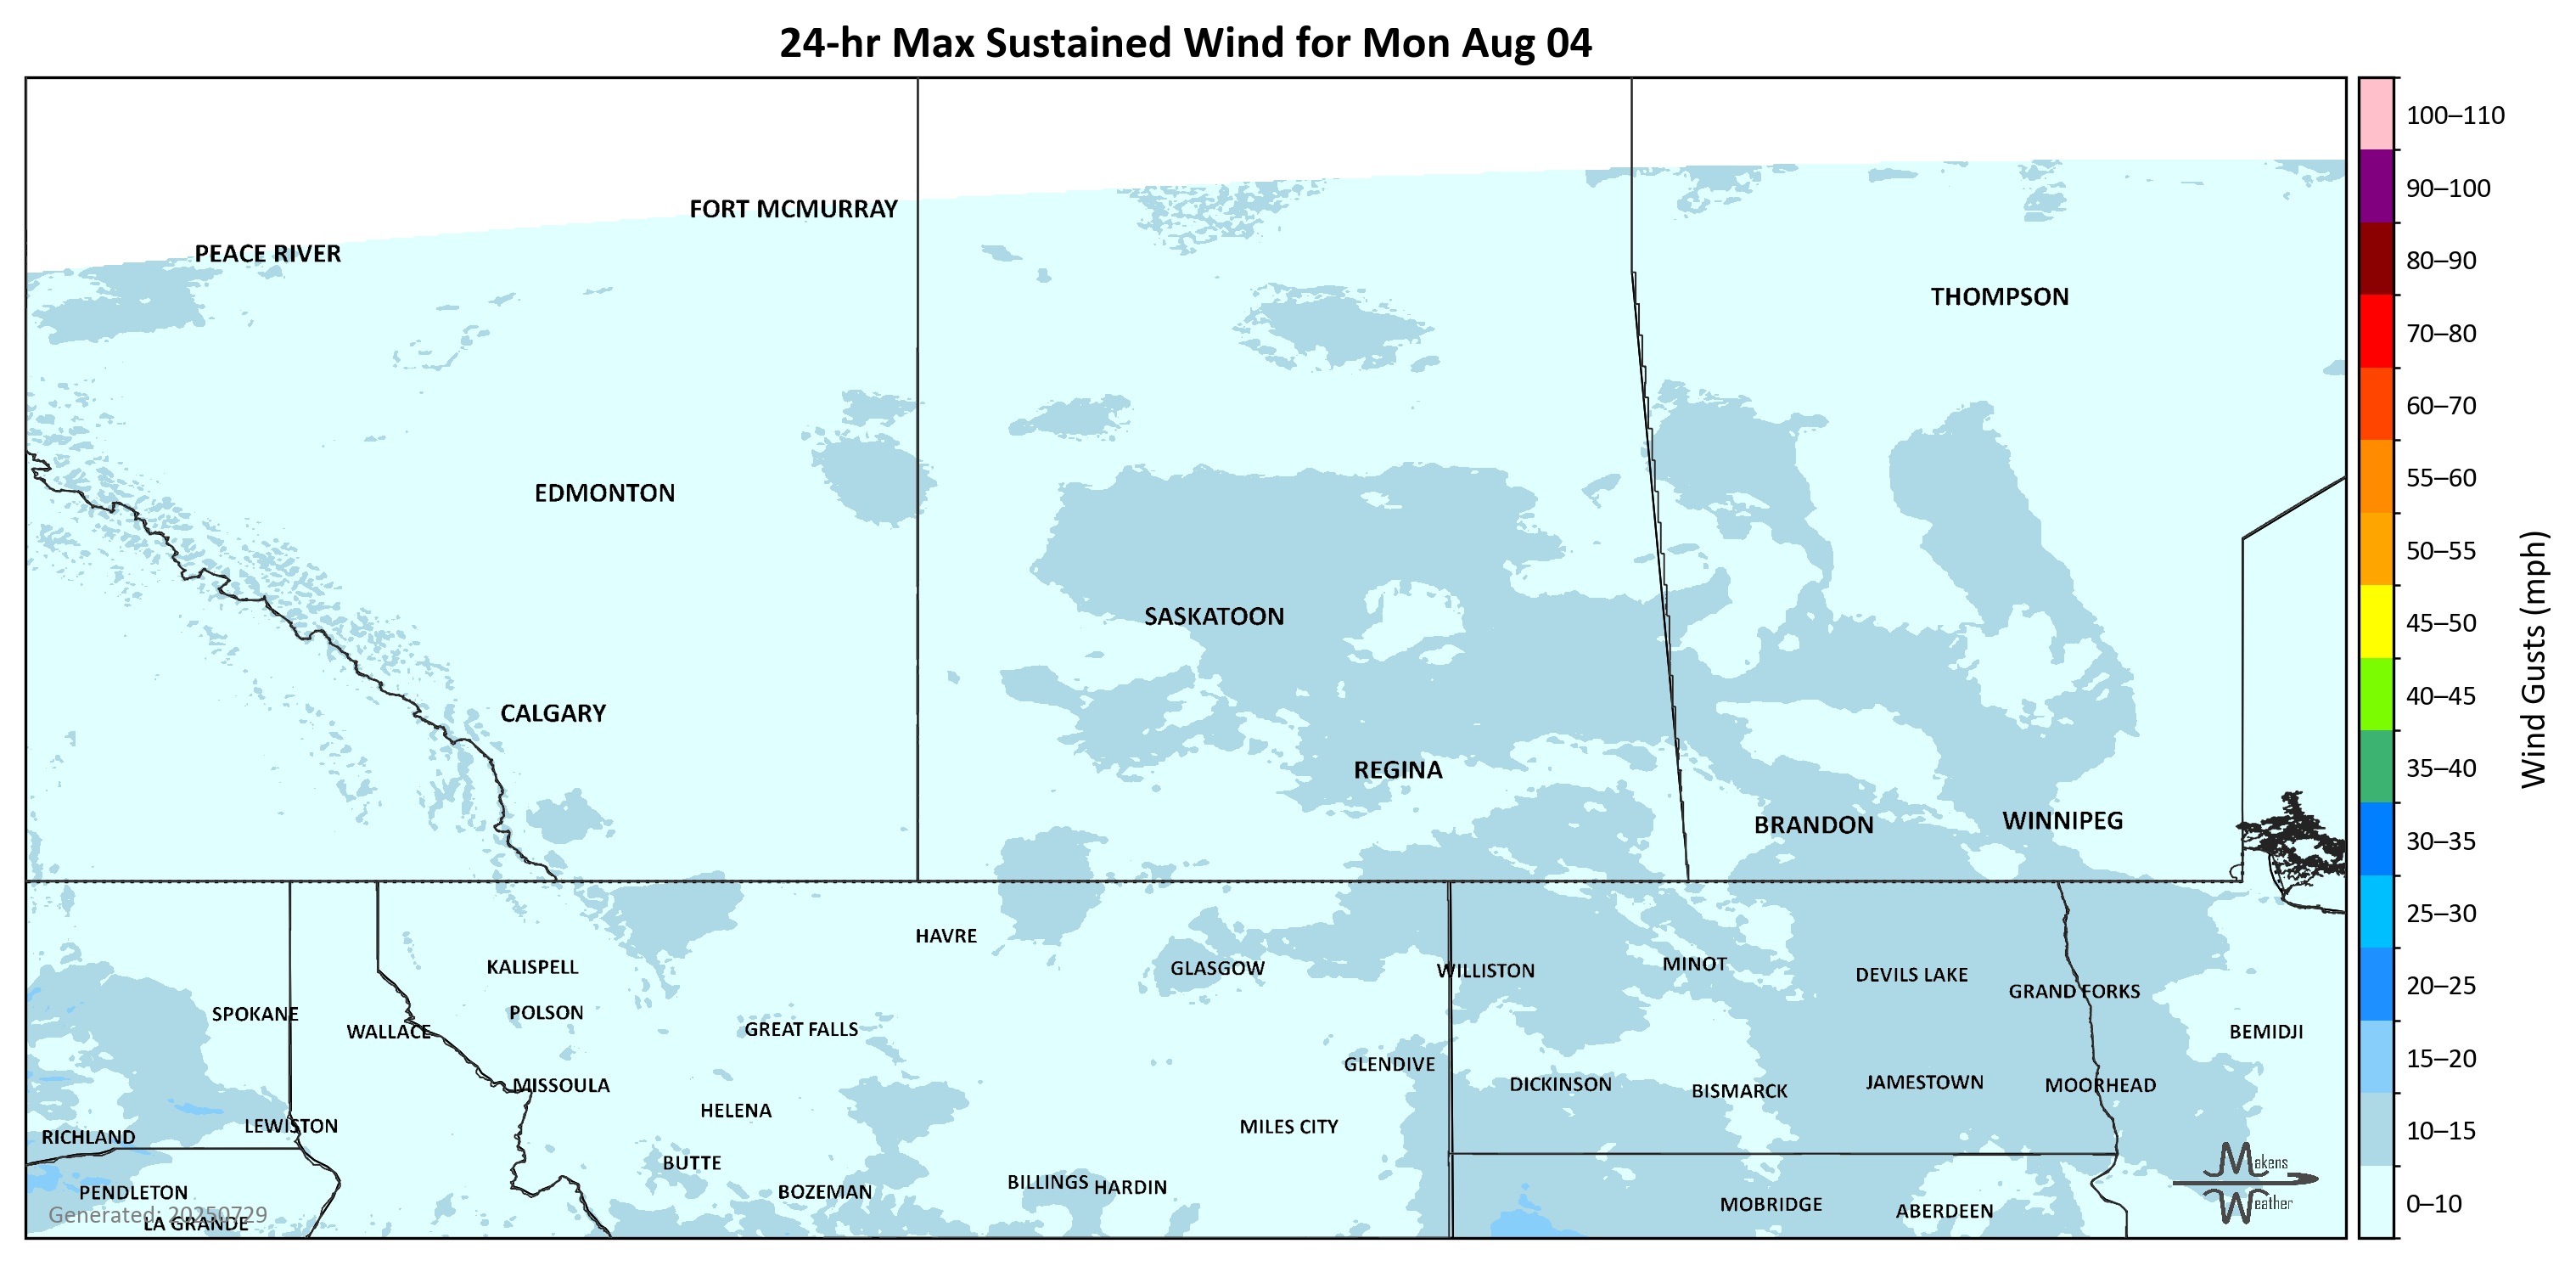 24-hr Max Sustained Wind for Mon Aug 04
100–110
90–100
80–90
70–80
60–70
55–60
50–55
45–50
40–45
35–40
30–35
25–30
20–25
15–20
10–15
0–10
Wind Gusts (mph)
FORT MCMURRAY
PEACE RIVER
THOMPSON
EDMONTON
SASKATOON
CALGARY
REGINA
BRANDON
WINNIPEG
HAVRE
KALISPELL
GLASGOW
WILLISTON
MINOT
DEVILS LAKE
GRAND FORKS
SPOKANE
POLSON
WALLACE
GREAT FALLS
BEMIDJI
GLENDIVE
MISSOULA
DICKINSON
BISMARCK
JAMESTOWN
MOORHEAD
HELENA
LEWISTON
MILES CITY
RICHLAND
BUTTE
BILLINGS
HARDIN
PENDLETON
BOZEMAN
MOBRIDGE
ABERDEEN
Generated: 20250729
LA GRANDE
Makens
Weather